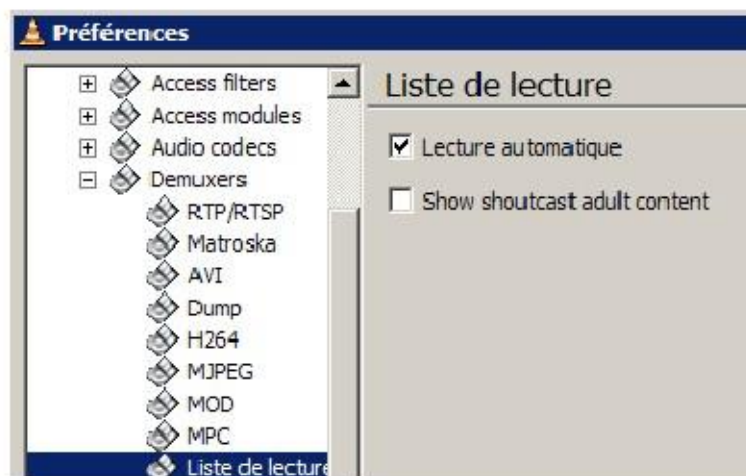 Préférences
Access filters
Access modules
Audio codecs
Demuxers
RTP/RTSP
Matroska
AVI
Dump
H264
MJPEG
MOD
MPC
Liste de lecture
Liste de lecture
Lecture automatique
Show shoutcast adult content